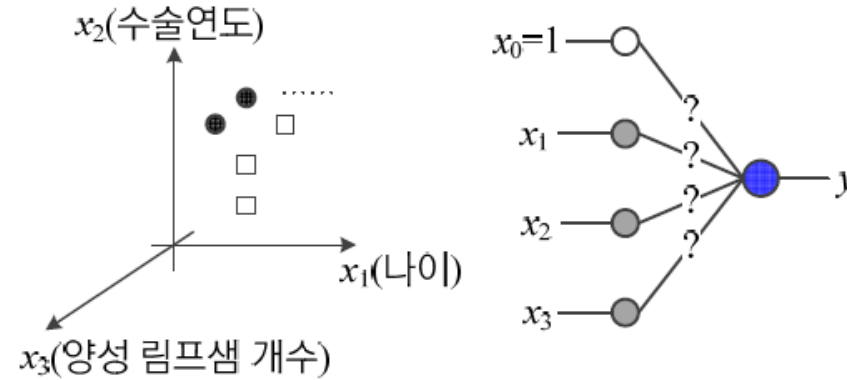 x₂(수술연도)
x₁(나이)
x₃(양성 림프샘 개수)
x₀=1
x₁
x₂
x₃
?
?
?
?
y